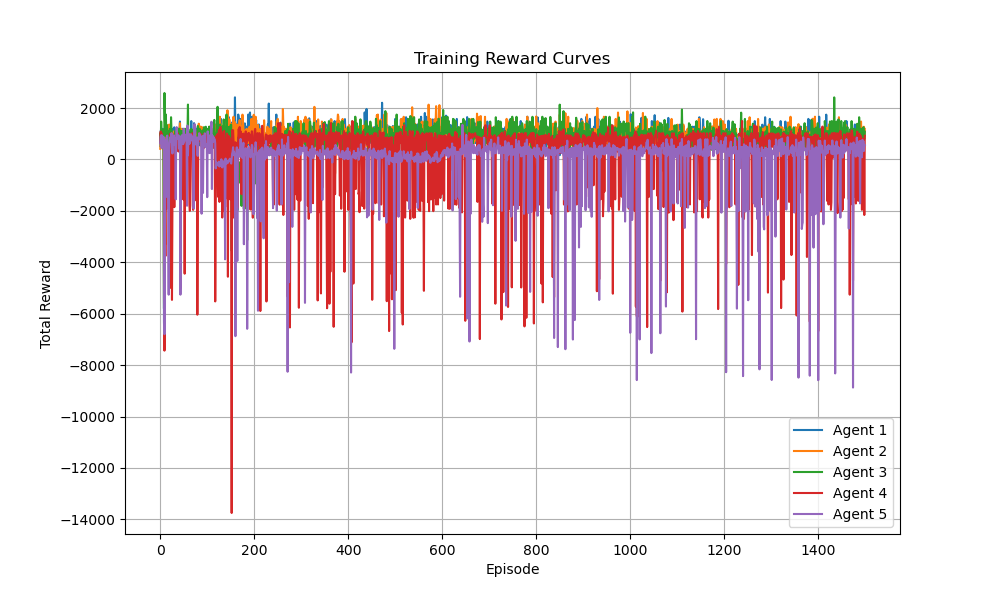 Training Reward Curves
Total Reward
2000
0
−2000
−4000
−6000
−8000
−10000
−12000
−14000
0 200 400 600 800 1000 1200 1400
Episode
Agent 1
Agent 2
Agent 3
Agent 4
Agent 5